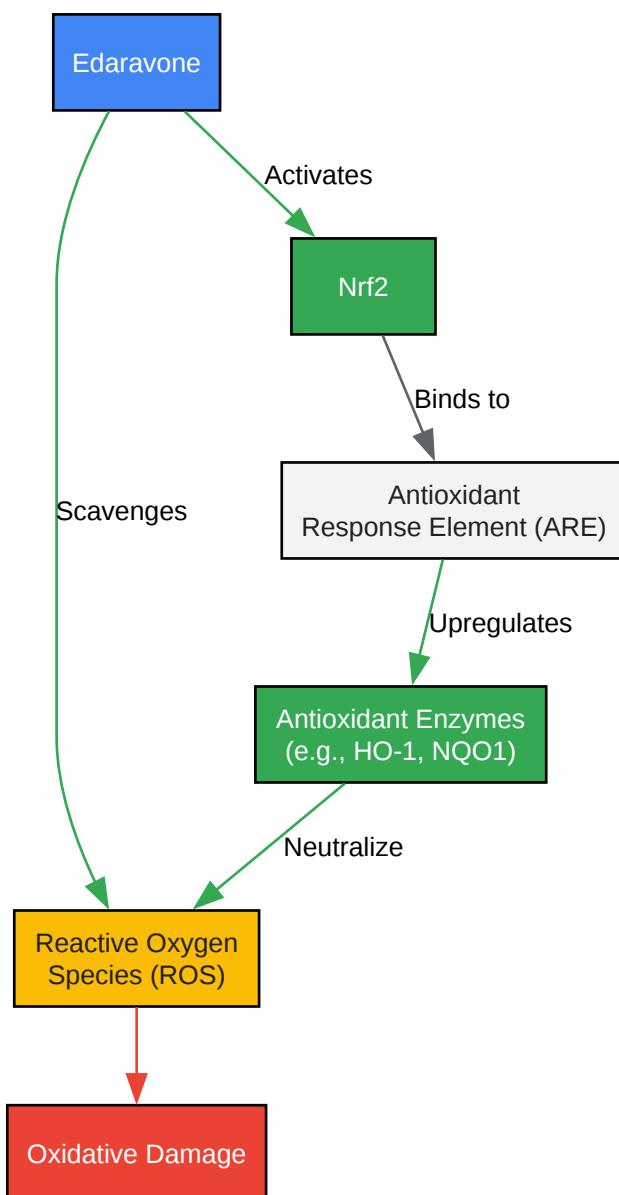 Edaravone
Activates
Nrf2
Binds to
Antioxidant
Response Element (ARE)
Scavenges
Upregulates
Antioxidant Enzymes
(e.g., HO-1, NQO1)
Neutralize
Reactive Oxygen
Species (ROS)
Oxidative Damage